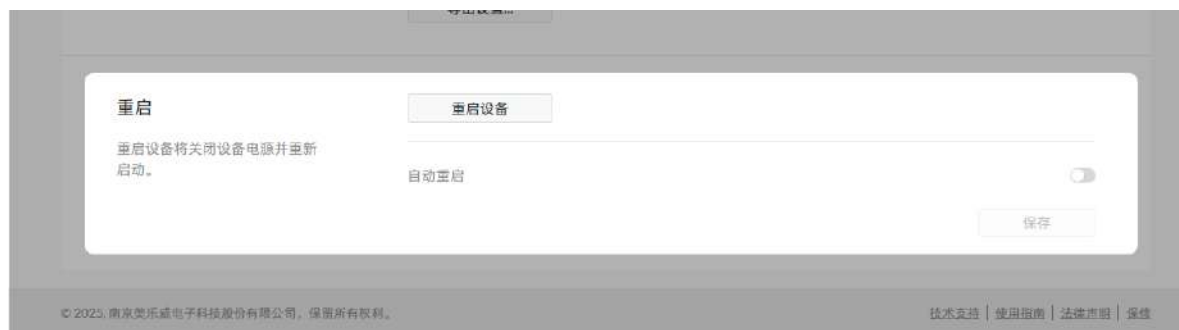 重启
重启设备
重启设备将关闭设备电源并重新
启动。
自动重启
保存
© 2025, 南京美乐威电子科技股份有限公司，保留所有权利。
技术支持 | 使用指南 | 法律声明 | 保修